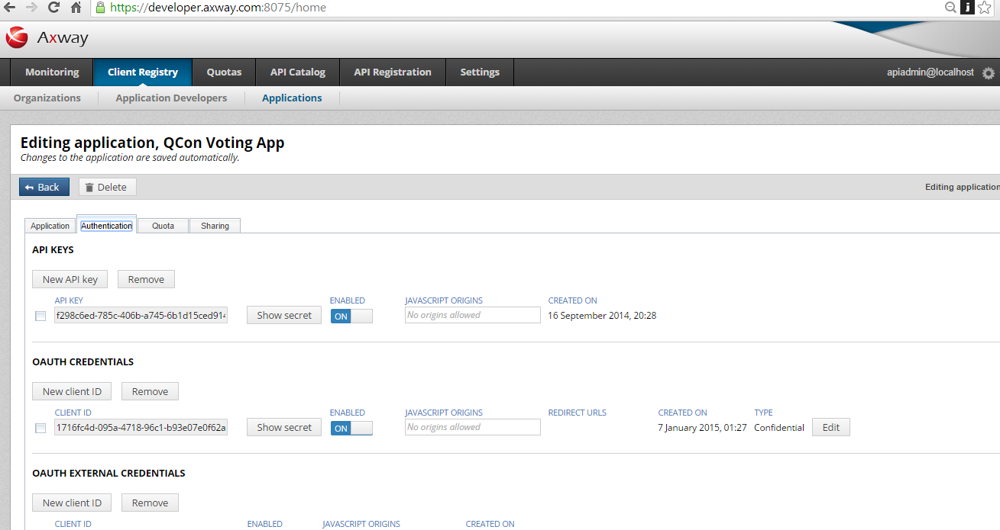 https://developer.axway.com:8075/home
Axway
Monitoring Client Registry Quotas API Catalog API Registration Settings apiadmin@localhost
Organizations Application Developers Applications
Editing application, QCon Voting App
Changes to the application are saved automatically.
Back Delete Editing application
Application Authentication Quota Sharing
API KEYS
New API key Remove
API KEY ENABLED JAVASCRIPT ORIGINS CREATED ON
f298c6ed-785c-406b-a745-6b1d15ced914 Show secret ON No origins allowed 16 September 2014, 20:28
OAUTH CREDENTIALS
New client ID Remove
CLIENT ID ENABLED JAVASCRIPT ORIGINS REDIRECT URLS CREATED ON TYPE
1716fc4d-095a-4718-96c1-b93e07e0f62a Show secret ON No origins allowed 7 January 2015, 01:27 Confidential Edit
OAUTH EXTERNAL CREDENTIALS
New client ID Remove
CLIENT ID ENABLED JAVASCRIPT ORIGINS CREATED ON